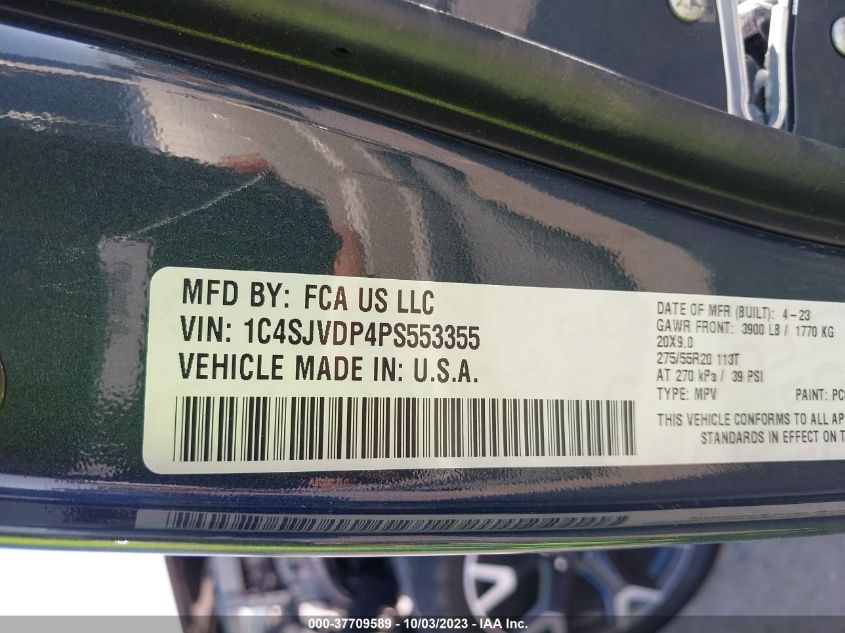 MFD BY: FCA US LLC
VIN: 1C4SJVDP4PS553355
VEHICLE MADE IN: U.S.A.
DATE OF MFR (BUILT): 4-23
GAWR FRONT: 3900 LB / 1770 KG
20X9.0
275/55R20 113T
AT 270 kPa / 39 PSI
TYPE: MPV PAINT: PC
THIS VEHICLE CONFORMS TO ALL AP
STANDARDS IN EFFECT ON T
00-37709589 - 10/03/2023 - IAA Inc.